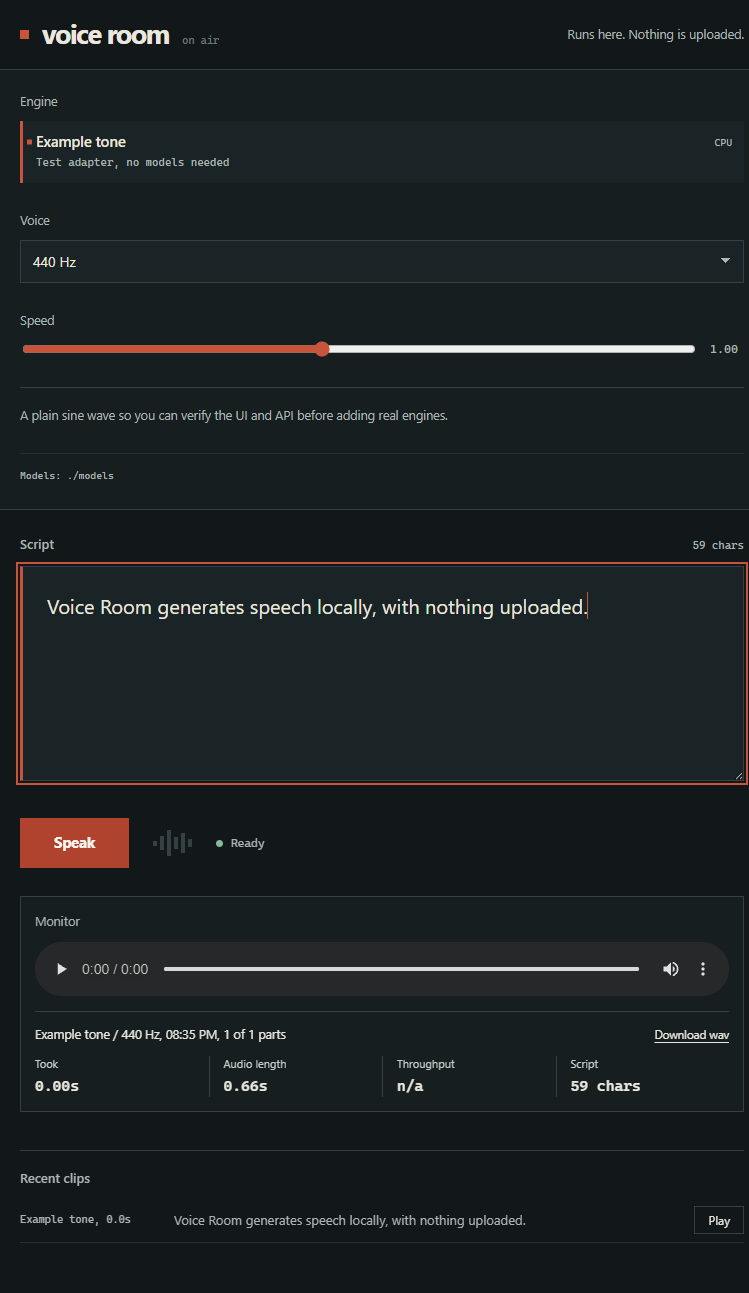 voice room on air Runs here. Nothing is uploaded.
Engine
Example tone CPU
Test adapter, no models needed
Voice
440 Hz
Speed
1.00
A plain sine wave so you can verify the UI and API before adding real engines.
Models: ./models
Script 59 chars
Voice Room generates speech locally, with nothing uploaded.
Speak Ready
Monitor
0:00 / 0:00
Example tone / 440 Hz, 08:35 PM, 1 of 1 parts Download wav
Took Audio length Throughput Script
0.00s 0.66s n/a 59 chars
Recent clips
Example tone, 0.0s Voice Room generates speech locally, with nothing uploaded. Play